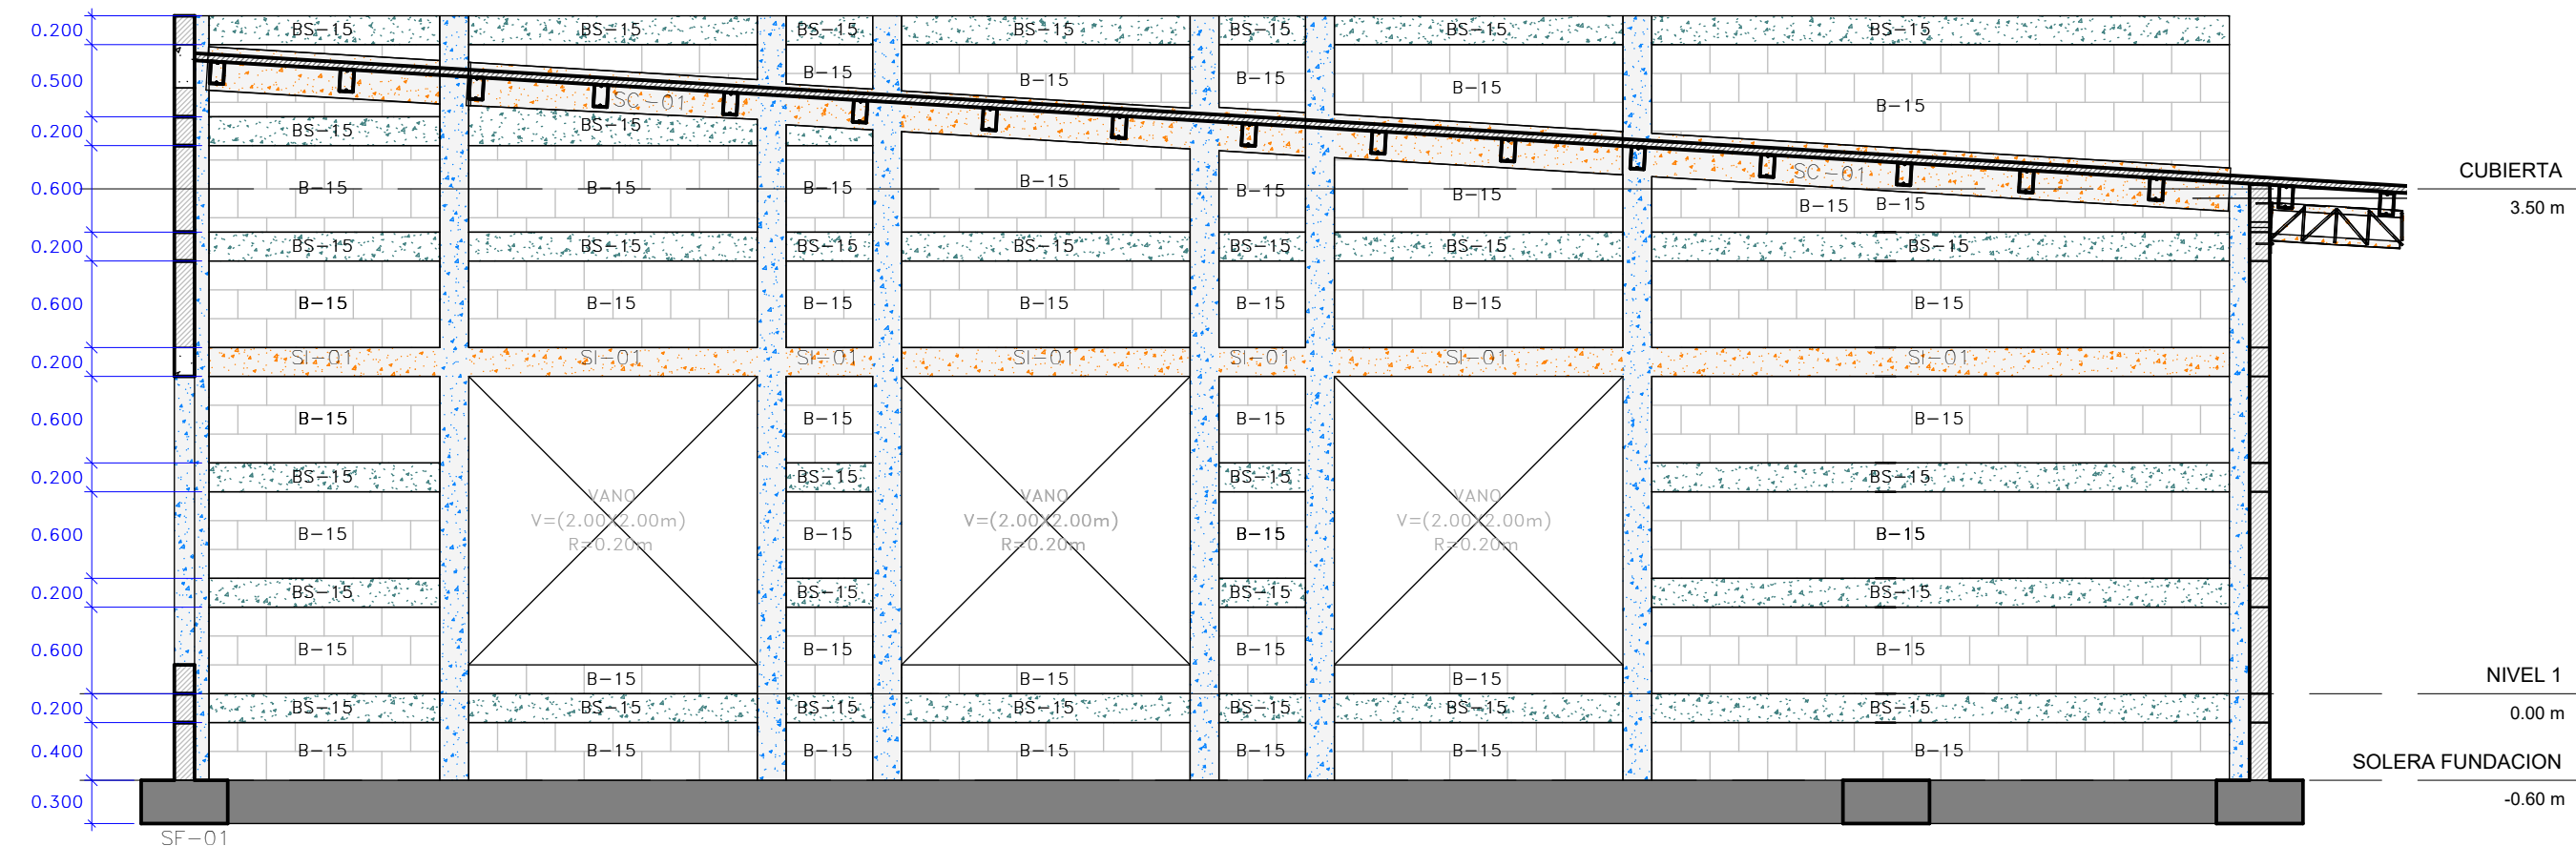 0.200 BS-15 BS-15 BS-15 BS-15 BS-15 BS-15 BS-15
B-15 B-15 B-15 B-15 B-15
0.500 SC-01
0.200 BS-15 BS-15
CUBIERTA
SC-01
0.600 B-15 B-15 B-15 B-15 B-15 B-15 B-15 B-15
3.50 m
0.200 BS-15 BS-15 BS-15 BS-15 BS-15 BS-15 BS-15
0.600 B-15 B-15 B-15 B-15 B-15 B-15 B-15
0.200 SI-01 SI-01 SI-01 SI-01 SI-01 SI-01 SI-01
0.600 B-15 B-15 B-15 B-15
0.200 BS-15 BS-15 BS-15 BS-15
VANO VANO VANO
V=(2.00X2.00m) V=(2.00X2.00m) V=(2.00X2.00m)
0.600 B-15 B-15 B-15 B-15
R=0.20m R=0.20m R=0.20m
0.200 BS-15 BS-15 BS-15 BS-15
0.600 B-15 B-15 B-15 B-15
B-15 B-15 B-15
NIVEL 1
0.200 BS-15 BS-15 BS-15 BS-15 BS-15 BS-15 BS-15
0.00 m
0.400 B-15 B-15 B-15 B-15 B-15 B-15 B-15
SOLERA FUNDACION
0.300
-0.60 m
SF-01